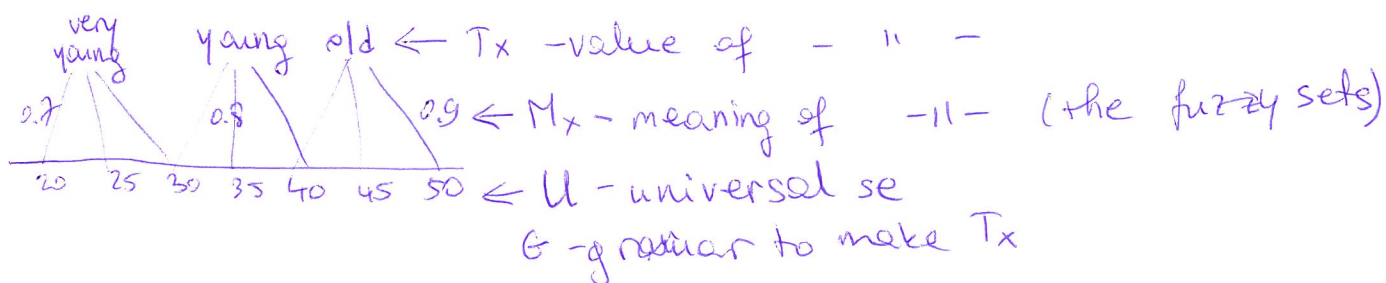 very
young young old ← Tx - value of - " -
0.7 0.8 0.9 ← Mx - meaning of -"- (the fuzzy sets)
20 25 30 35 40 45 50 ← U - universal se
G - gramar to make Tx